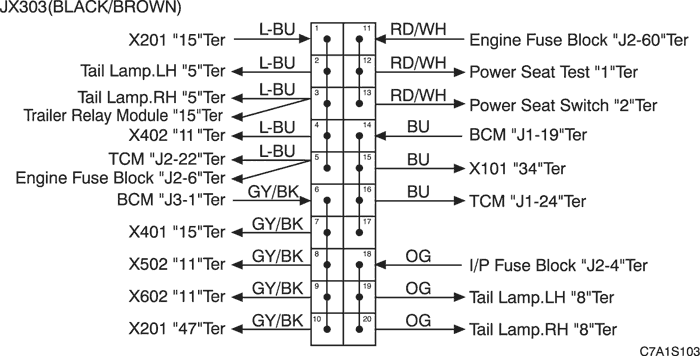 JX303(BLACK/BROWN)
X201 "15"Ter L-BU 1 11 RD/WH Engine Fuse Block "J2-60"Ter
Tail Lamp.LH "5"Ter L-BU 2 12 RD/WH Power Seat Test "1"Ter
Tail Lamp.RH "5"Ter L-BU 3 13 RD/WH Power Seat Switch "2"Ter
Trailer Relay Module "15"Ter
X402 "11"Ter L-BU 4 14 BU BCM "J1-19"Ter
TCM "J2-22"Ter L-BU 5 15 BU X101 "34"Ter
Engine Fuse Block "J2-6"Ter
BCM "J3-1"Ter GY/BK 6 16 BU TCM "J1-24"Ter
X401 "15"Ter GY/BK 7 17
X502 "11"Ter GY/BK 8 18 OG I/P Fuse Block "J2-4"Ter
X602 "11"Ter GY/BK 9 19 OG Tail Lamp.LH "8"Ter
X201 "47"Ter GY/BK 10 20 OG Tail Lamp.RH "8"Ter
C7A1S103